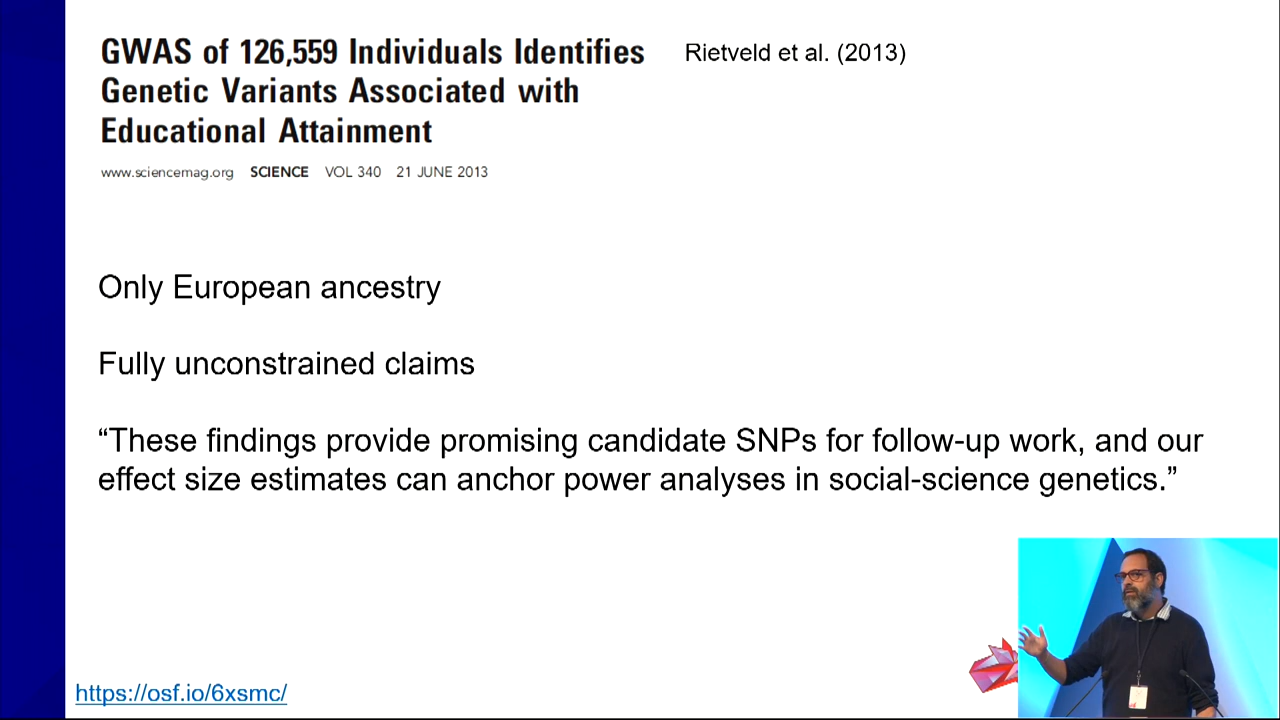 GWAS of 126,559 Individuals Identifies
Genetic Variants Associated with
Educational Attainment
Rietveld et al. (2013)
www.sciencemag.org SCIENCE VOL 340 21 JUNE 2013
Only European ancestry
Fully unconstrained claims
“These findings provide promising candidate SNPs for follow-up work, and our
effect size estimates can anchor power analyses in social-science genetics.”
https://osf.io/6xsmc/